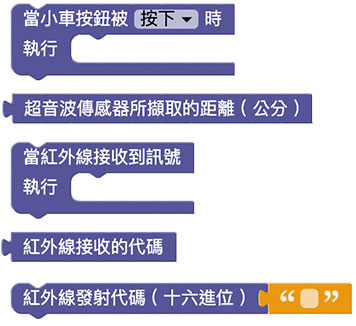 當小車按鈕被 按下 時
執行
超音波傳感器所擷取的距離（公分）
當紅外線接收到訊號
執行
紅外線接收的代碼
紅外線發射代碼（十六進位） “ ”